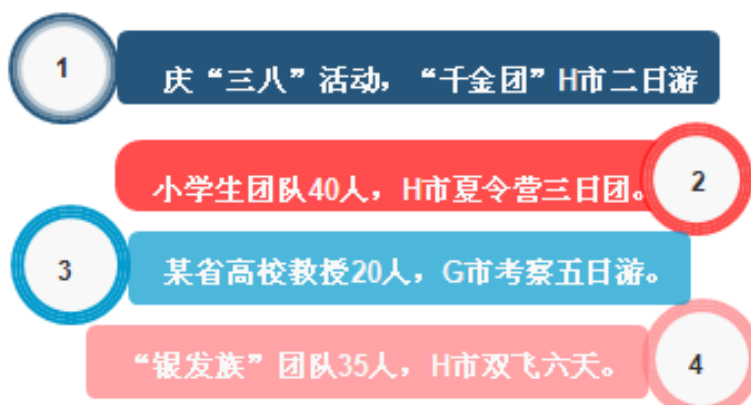 1
庆“三八”活动，“千金团”H市二日游
小学生团队40人，H市夏令营三日团。
2
3
某省高校教授20人，G市考察五日游。
“银发族”团队35人，H市双飞六天。
4